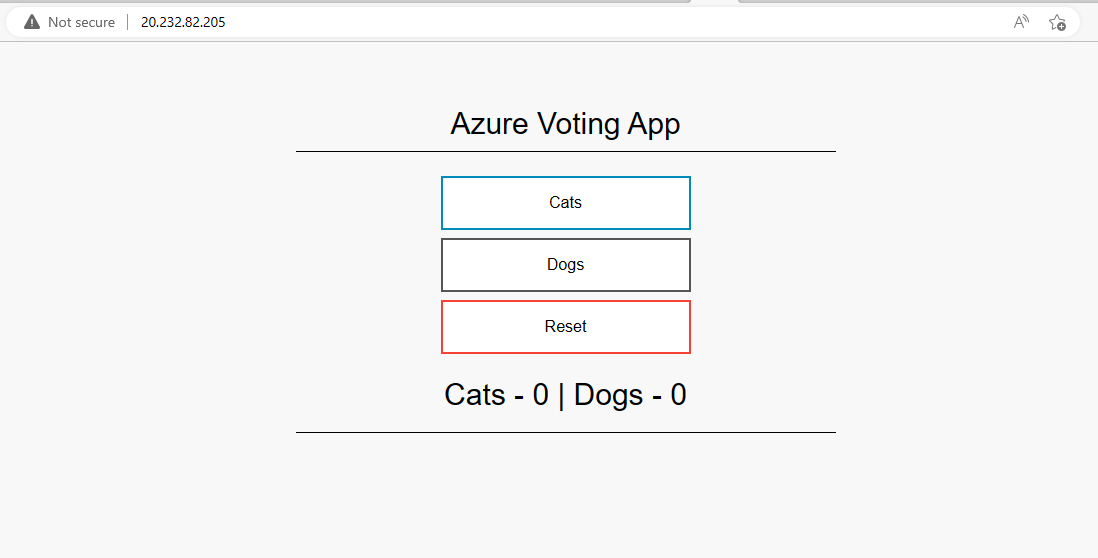 Not secure 20.232.82.205
Azure Voting App
Cats
Dogs
Reset
Cats - 0 | Dogs - 0